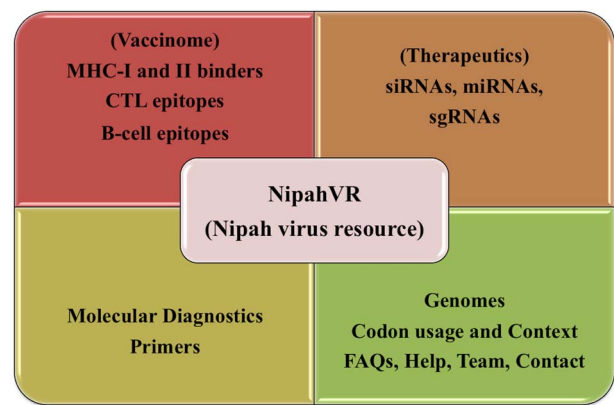 (Vaccinome)
MHC-I and II binders
CTL epitopes
B-cell epitopes
(Therapeutics)
siRNAs, miRNAs,
sgRNAs
NipahVR
(Nipah virus resource)
Molecular Diagnostics
Primers
Genomes
Codon usage and Context
FAQs, Help, Team, Contact